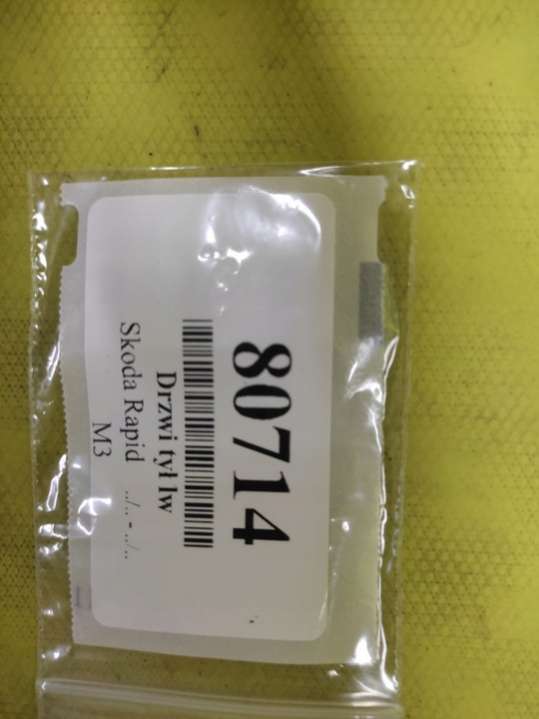 80714
Drzwi tył lw
Skoda Rapid ../.. - ../..
M3